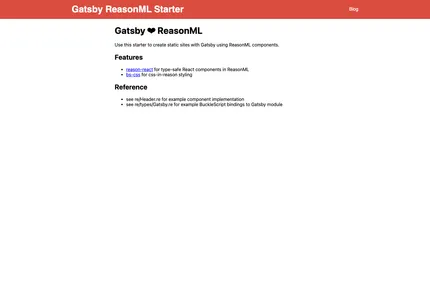 Gatsby ReasonML Starter
Blog
Gatsby ❤ ReasonML
Use this starter to create static sites with Gatsby using ReasonML components.
Features
reason-react for type-safe React components in ReasonML
bs-css for css-in-reason styling
Reference
see re/Header.re for example component implementation
see re/types/Gatsby.re for example BuckleScript bindings to Gatsby module